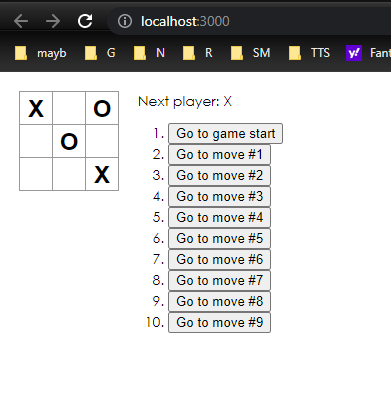 localhost:3000
mayb G N R SM TTS y! Fant
X O
O
X
Next player: X
1. Go to game start
2. Go to move #1
3. Go to move #2
4. Go to move #3
5. Go to move #4
6. Go to move #5
7. Go to move #6
8. Go to move #7
9. Go to move #8
10. Go to move #9